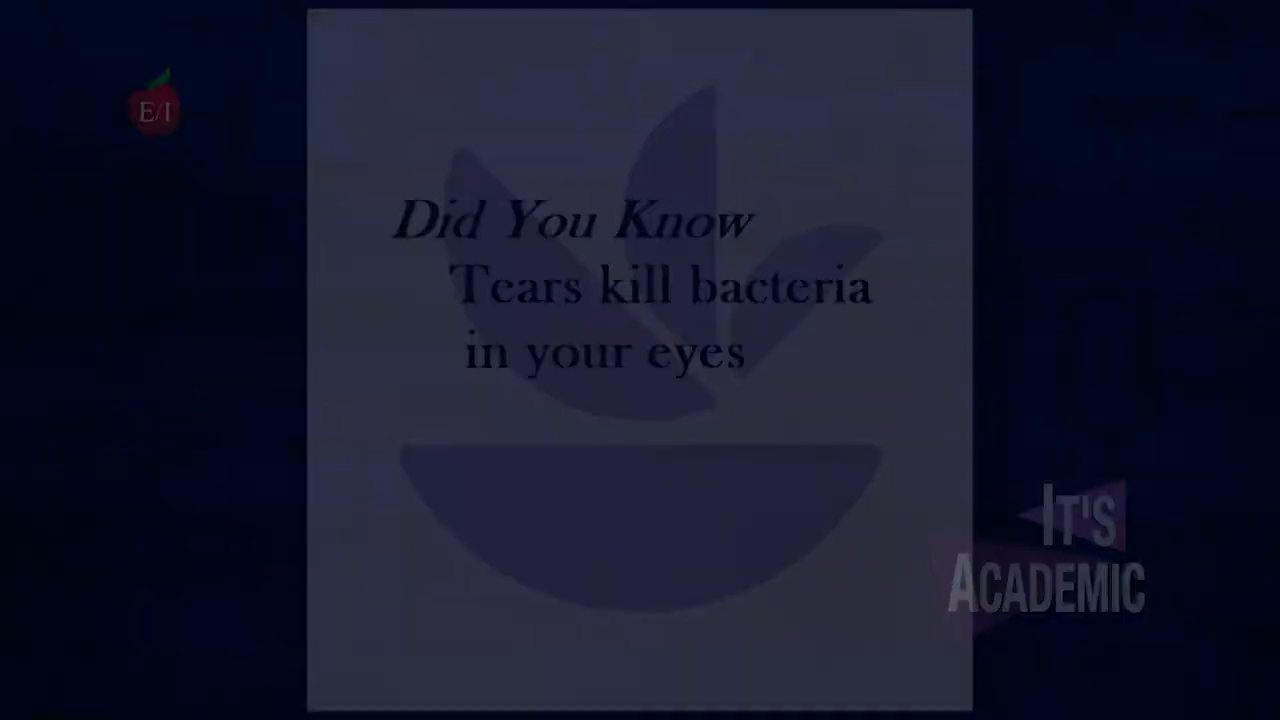 E/I
Did You Know
Tears kill bacteria
in your eyes
IT'S
ACADEMIC